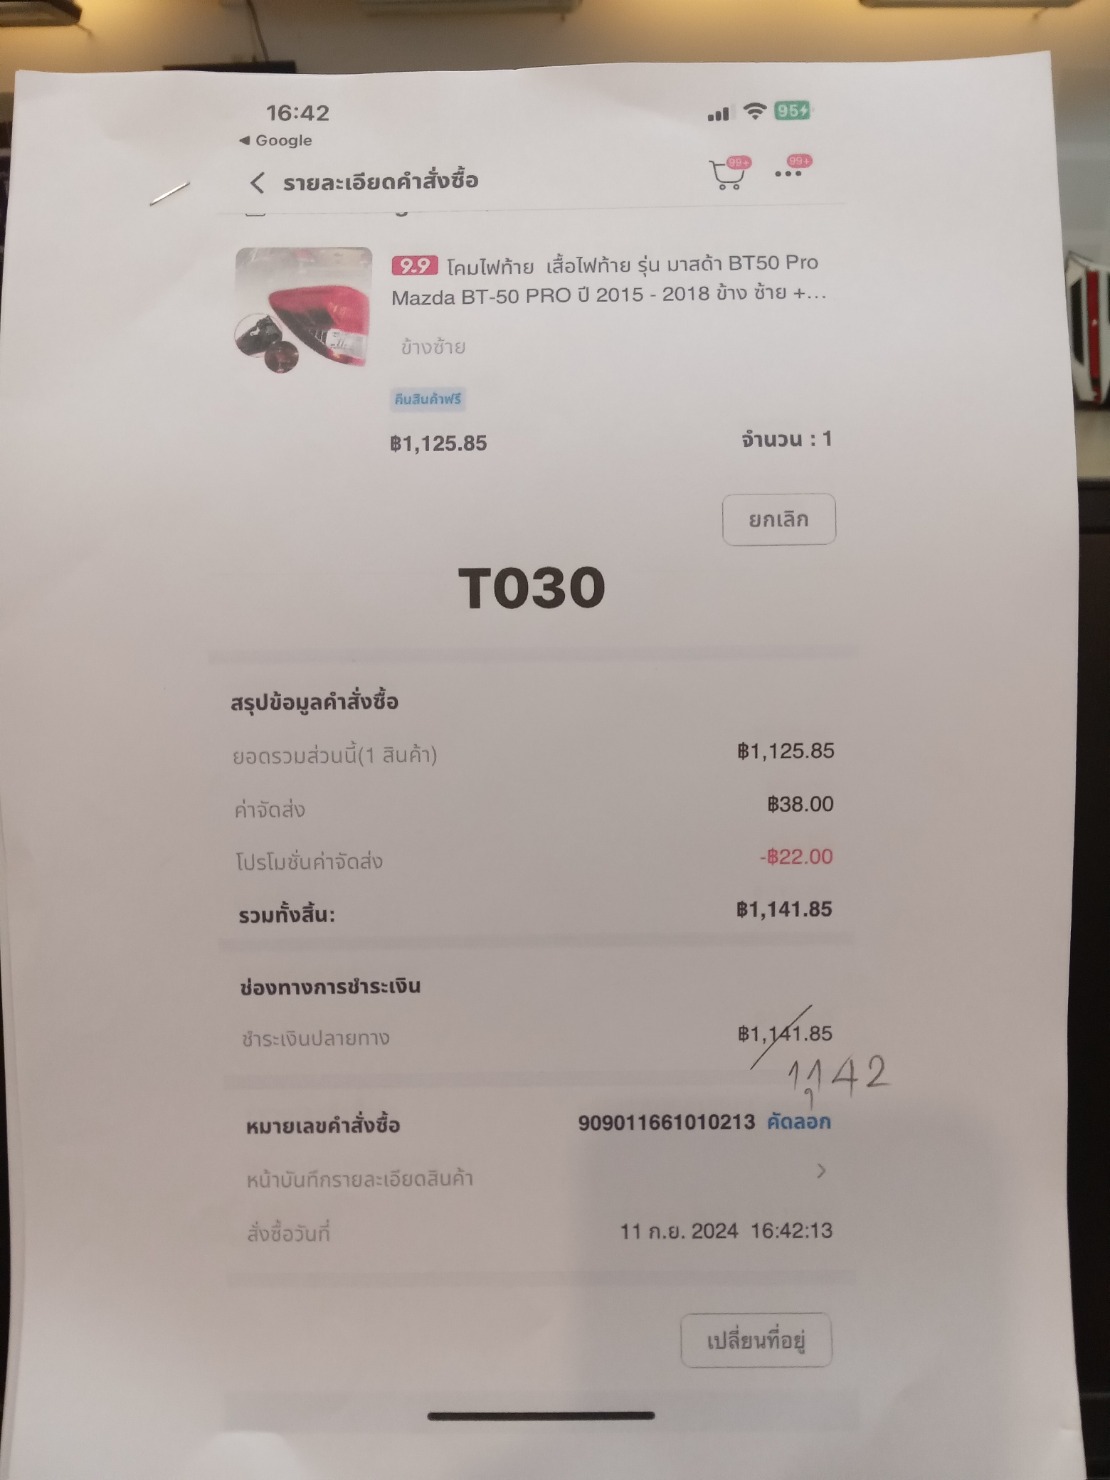 16:42
95
◀ Google
รายละเอียดคำสั่งซื้อ
99+
99+
9.9 โคมไฟท้าย เสื้อไฟท้าย รุ่น มาสด้า BT50 Pro
Mazda BT-50 PRO ปี 2015 - 2018 ข้าง ซ้าย +...
ข้างซ้าย
คืนสินค้าฟรี
฿1,125.85 จำนวน : 1
ยกเลิก
T030
สรุปข้อมูลคำสั่งซื้อ
ยอดรวมส่วนนี้(1 สินค้า) ฿1,125.85
ค่าจัดส่ง ฿38.00
โปรโมชั่นค่าจัดส่ง -฿22.00
รวมทั้งสิ้น: ฿1,141.85
ช่องทางการชำระเงิน
ชำระเงินปลายทาง ฿1,141.85
1,142
หมายเลขคำสั่งซื้อ 909011661010213 คัดลอก
หน้าบันทึกรายละเอียดสินค้า
สั่งซื้อวันที่ 11 ก.ย. 2024 16:42:13
เปลี่ยนที่อยู่